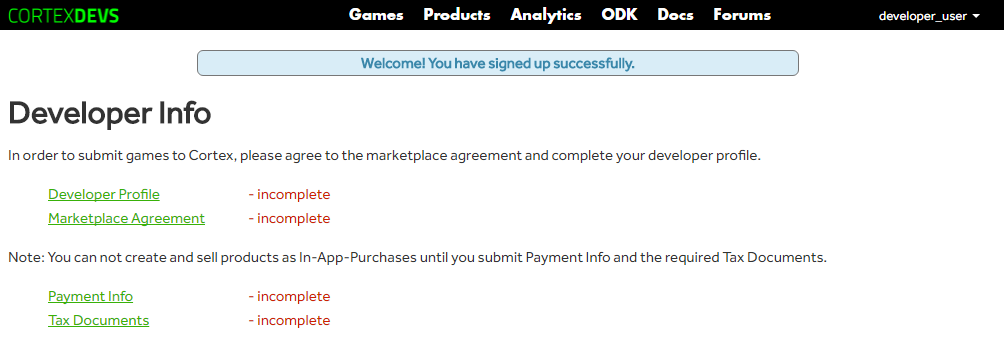 CORTEXDEVS Games Products Analytics ODK Docs Forums developer_user
Welcome! You have signed up successfully.
Developer Info
In order to submit games to Cortex, please agree to the marketplace agreement and complete your developer profile.
Developer Profile - incomplete
Marketplace Agreement - incomplete
Note: You can not create and sell products as In-App-Purchases until you submit Payment Info and the required Tax Documents.
Payment Info - incomplete
Tax Documents - incomplete